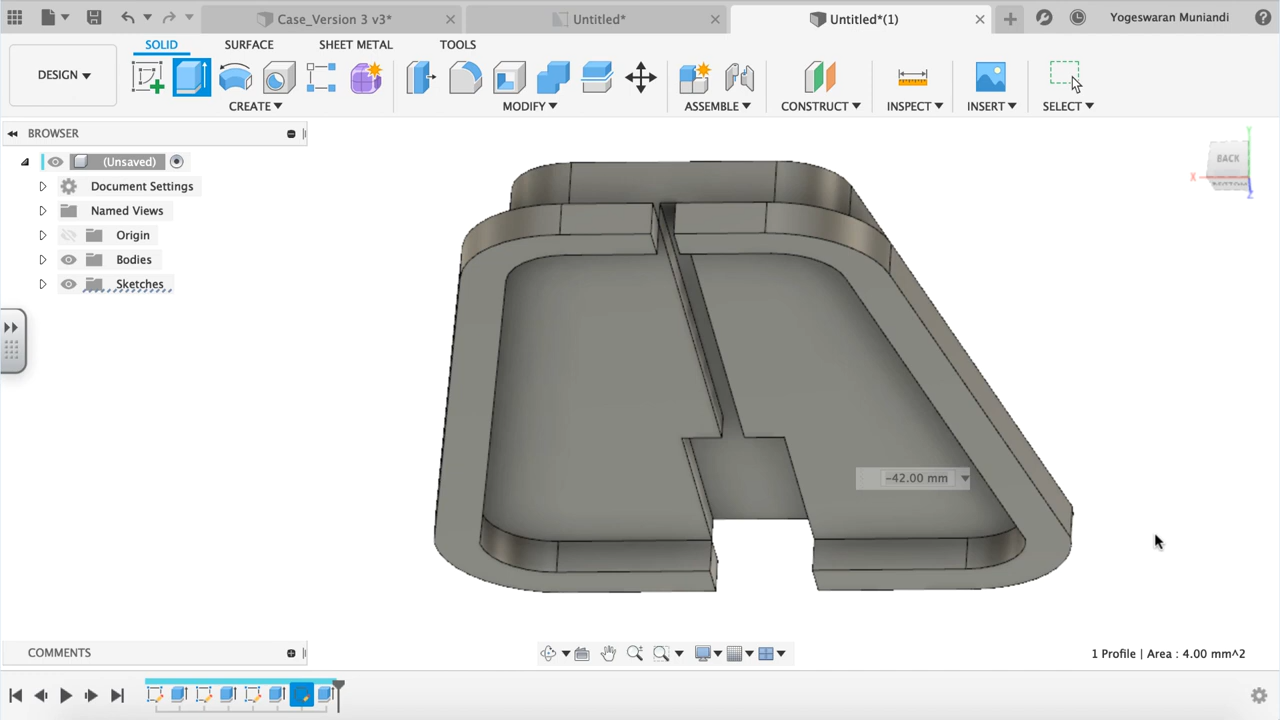 Case_Version 3 v3*
Untitled*
Untitled*(1)
Yogeswaran Muniandi
DESIGN
SOLID
SURFACE
SHEET METAL
TOOLS
CREATE
MODIFY
ASSEMBLE
CONSTRUCT
INSPECT
INSERT
SELECT
BROWSER
(Unsaved)
Document Settings
Named Views
Origin
Bodies
Sketches
Y
BACK
X
BOTTOM
Z
-42.00 mm
COMMENTS
1 Profile | Area : 4.00 mm^2